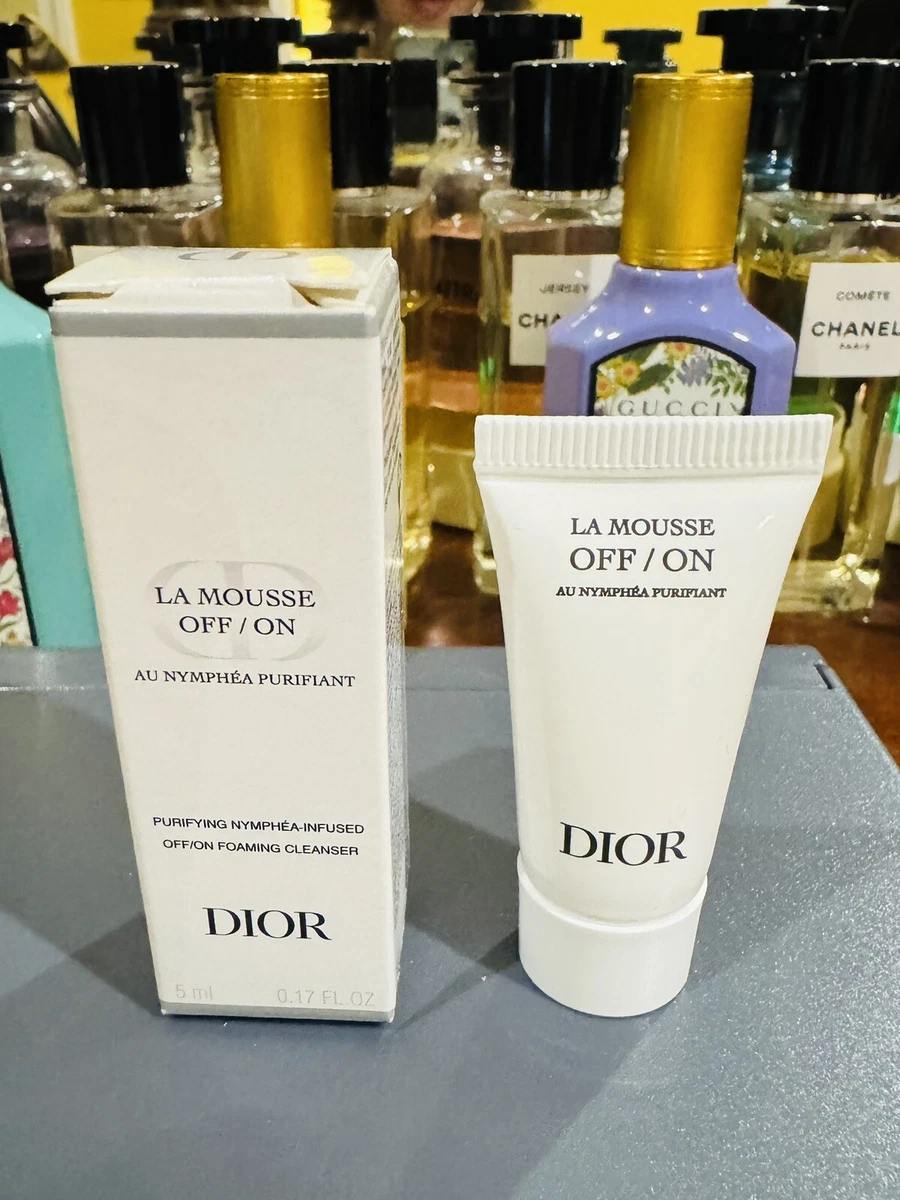 JERSEY
COMÈTE
CHANEL
PARIS
GUCCI
LA MOUSSE
OFF / ON
AU NYMPHÉA PURIFIANT
PURIFYING NYMPHÉA-INFUSED
OFF/ON FOAMING CLEANSER
DIOR
5 ml 0.17 FL.OZ
LA MOUSSE
OFF / ON
AU NYMPHÉA PURIFIANT
DIOR